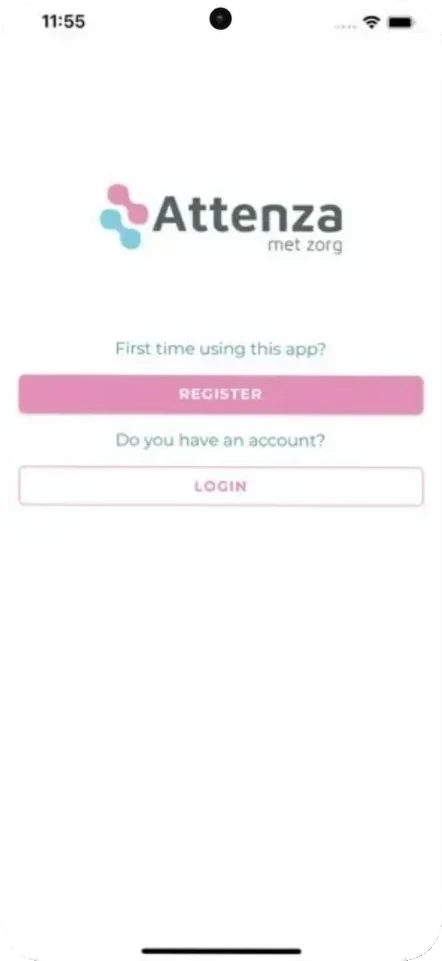 11:55
Attenza
met zorg
First time using this app?
REGISTER
Do you have an account?
LOGIN